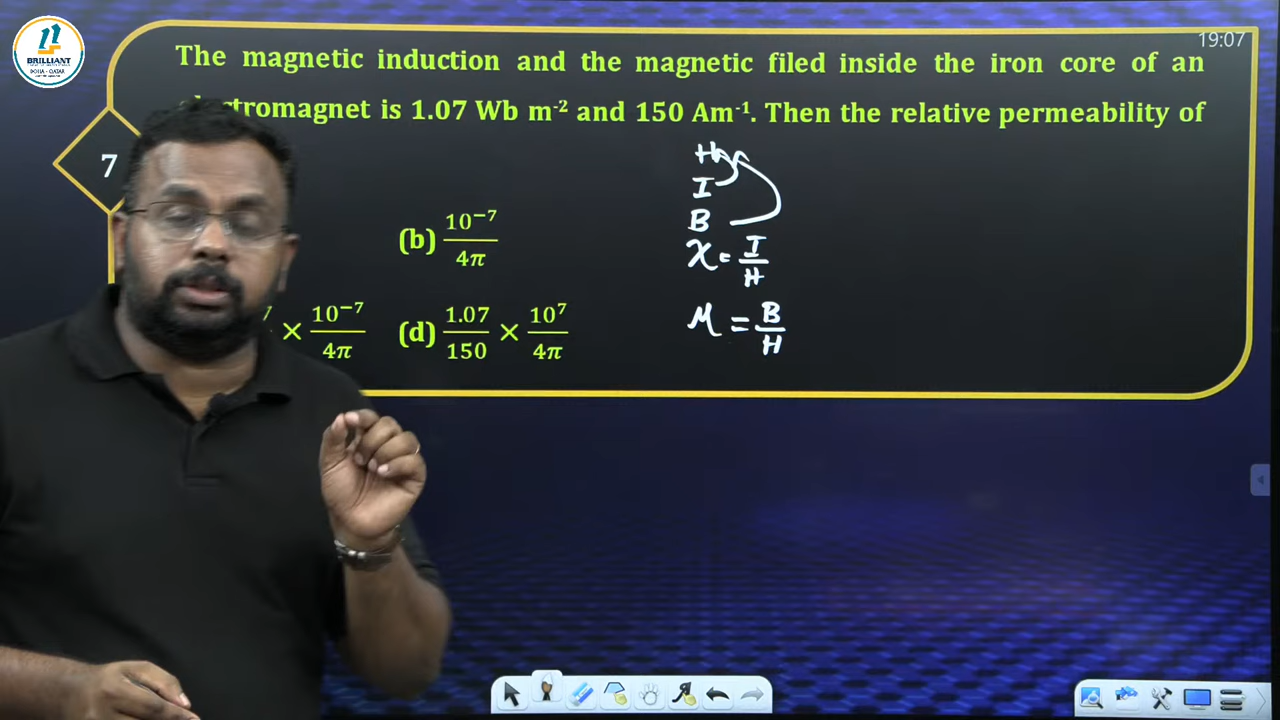 BRILLIANT
DOHA - QATAR
19:07
The magnetic induction and the magnetic filed inside the iron core of an
is 1.07 Wb m⁻² and 150 Am⁻¹. Then the relative permeability of
7
H
I
B
χ = I/H
μ = B/H
(b) 10⁻⁷/4π
× 10⁻⁷/4π (d) 1.07/150 × 10⁷/4π